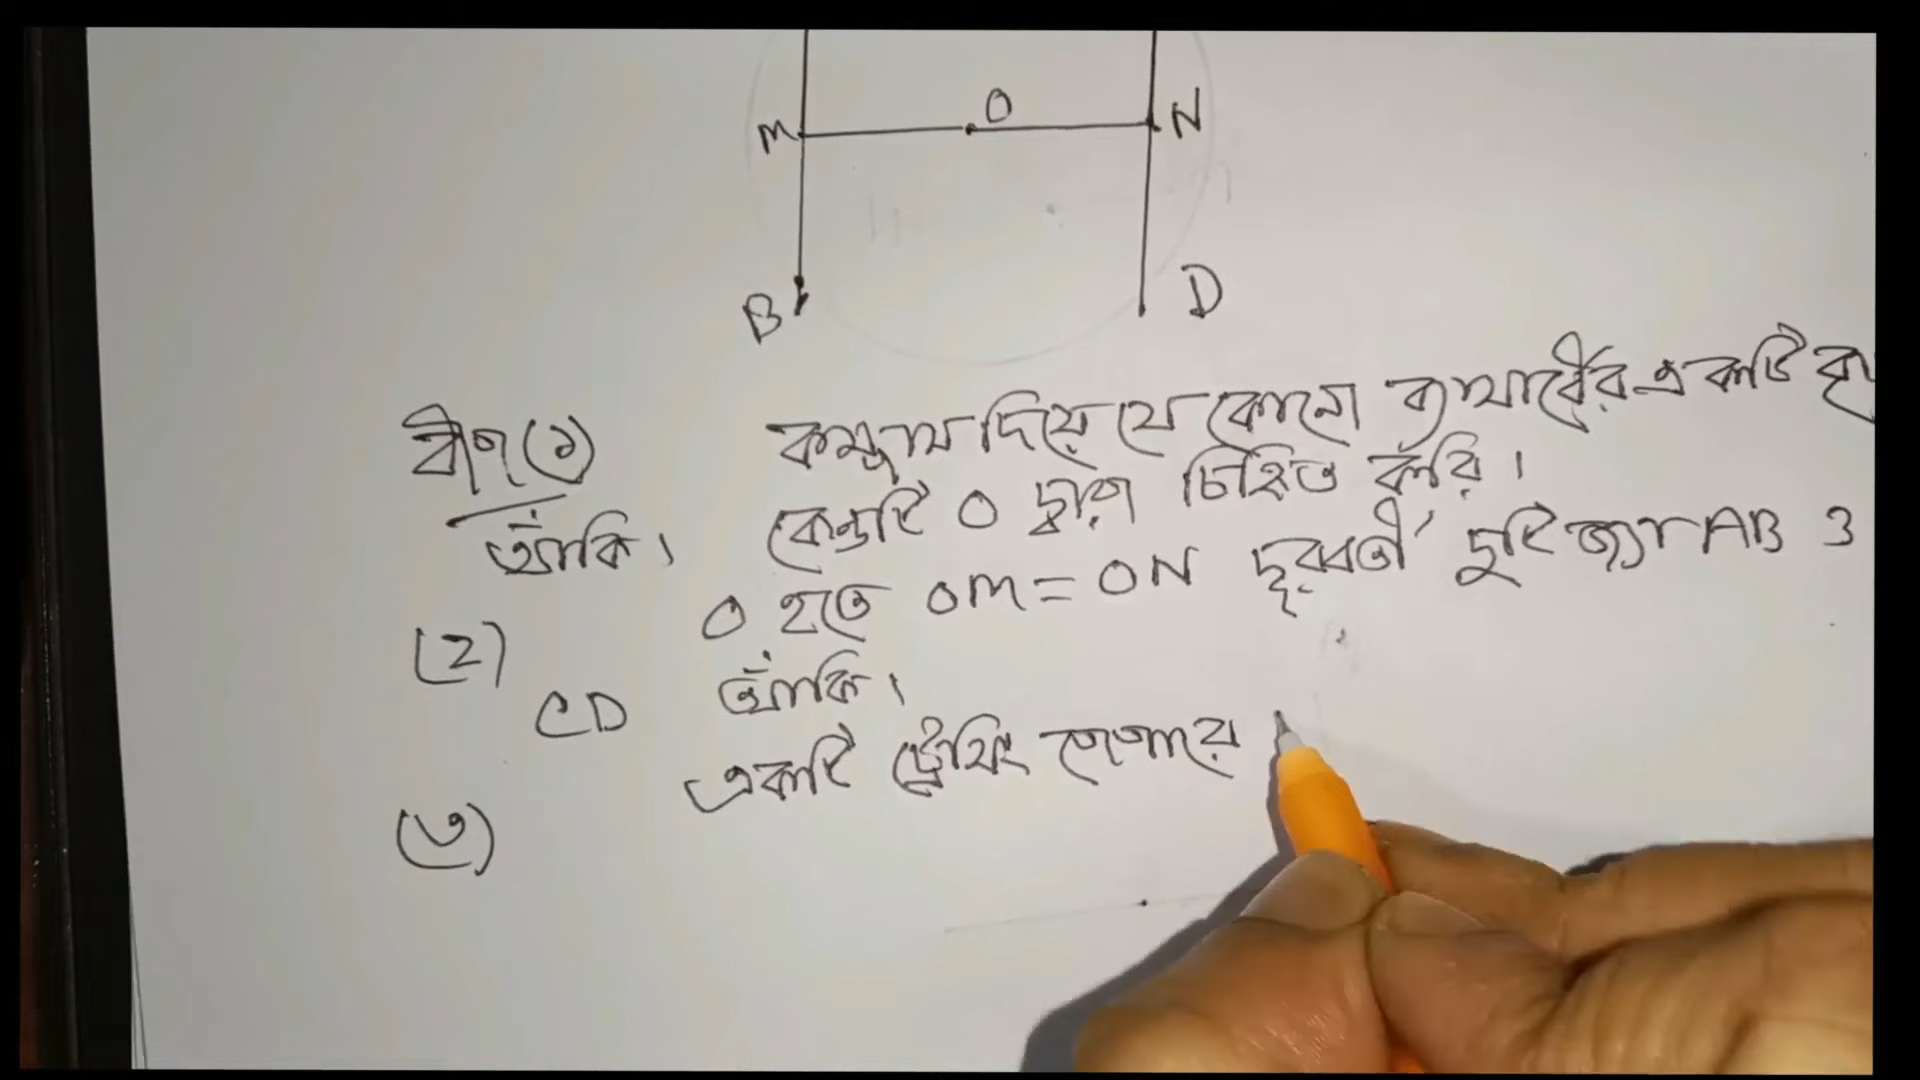 O
M
N
B
D
ধাপ (১) কম্পাস দিয়ে যে কোনো ব্যাসার্ধের একটি বৃ
আঁকি। কেন্দ্রটি O দ্বারা চিহ্নিত করি।
(২) O হতে OM = ON দূরবর্তী দুটি জ্যা AB ও
CD আঁকি।
(৩) একটি ট্রেসিং পেপারে